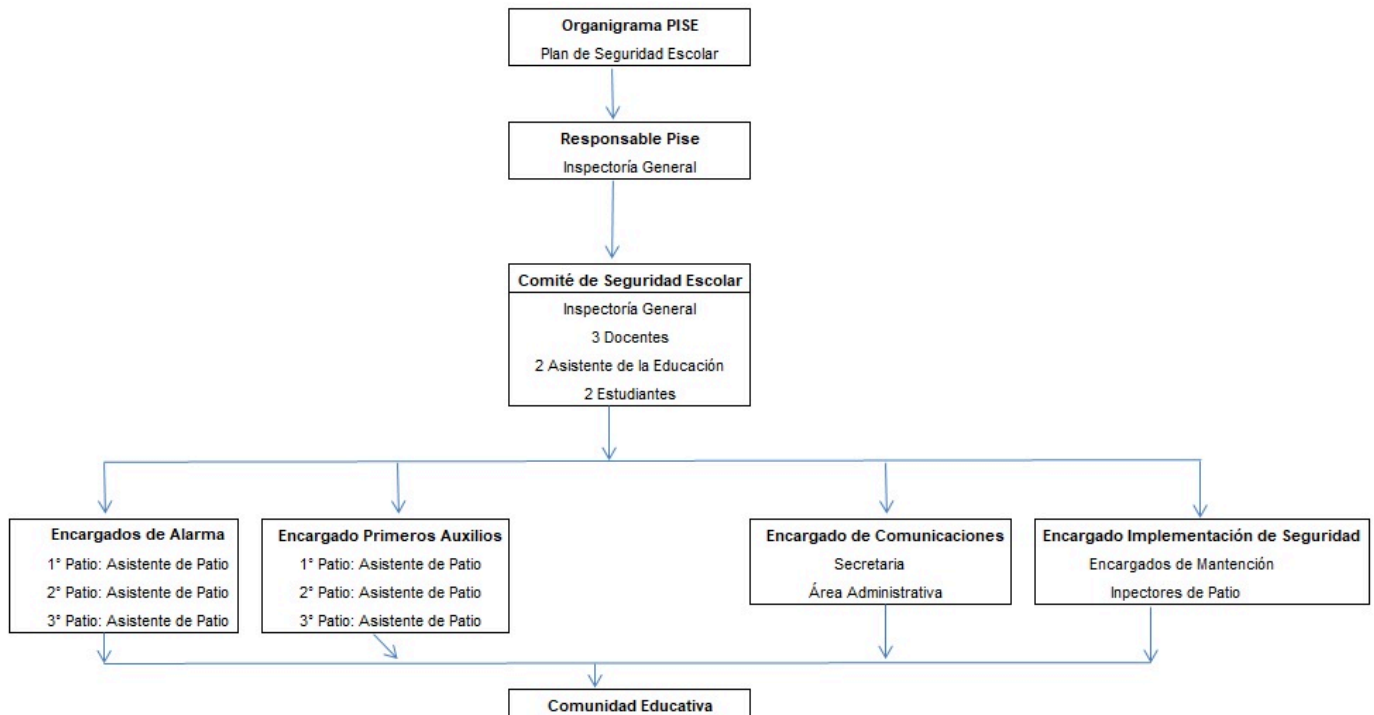 Organigrama PISE
Plan de Seguridad Escolar
Responsable Pise
Inspectoría General
Comité de Seguridad Escolar
Inspectoría General
3 Docentes
2 Asistente de la Educación
2 Estudiantes
Encargados de Alarma
1° Patio: Asistente de Patio
2° Patio: Asistente de Patio
3° Patio: Asistente de Patio
Encargado Primeros Auxilios
1° Patio: Asistente de Patio
2° Patio: Asistente de Patio
3° Patio: Asistente de Patio
Encargado de Comunicaciones
Secretaria
Área Administrativa
Encargado Implementación de Seguridad
Encargados de Mantención
Inpectores de Patio
Comunidad Educativa